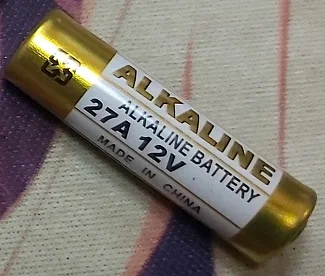 ALKALINE
ALKALINE BATTERY
27A 12V
MADE IN CHINA